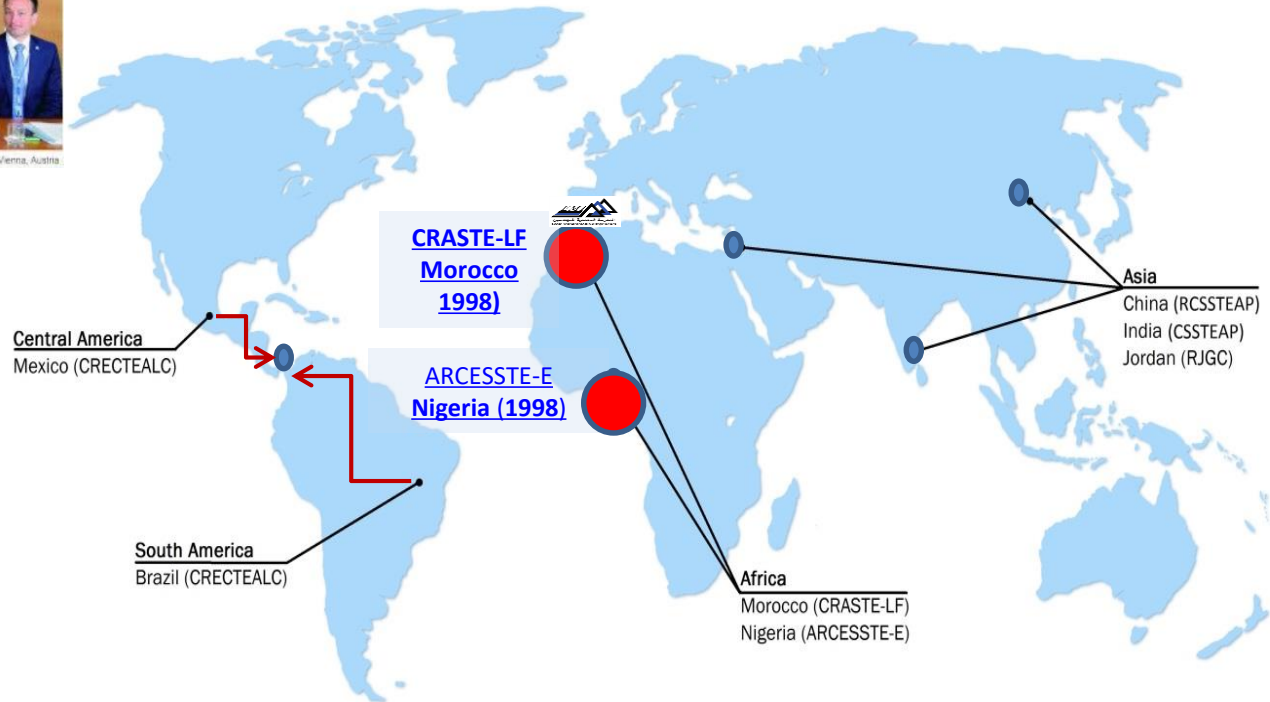 Vienna, Austria
CRASTE-LF
Morocco
1998)
ARCESSTE-E
Nigeria (1998)
Central America
Mexico (CRECTEALC)
South America
Brazil (CRECTEALC)
Asia
China (RCSSTEAP)
India (CSSTEAP)
Jordan (RJGC)
Africa
Morocco (CRASTE-LF)
Nigeria (ARCESSTE-E)